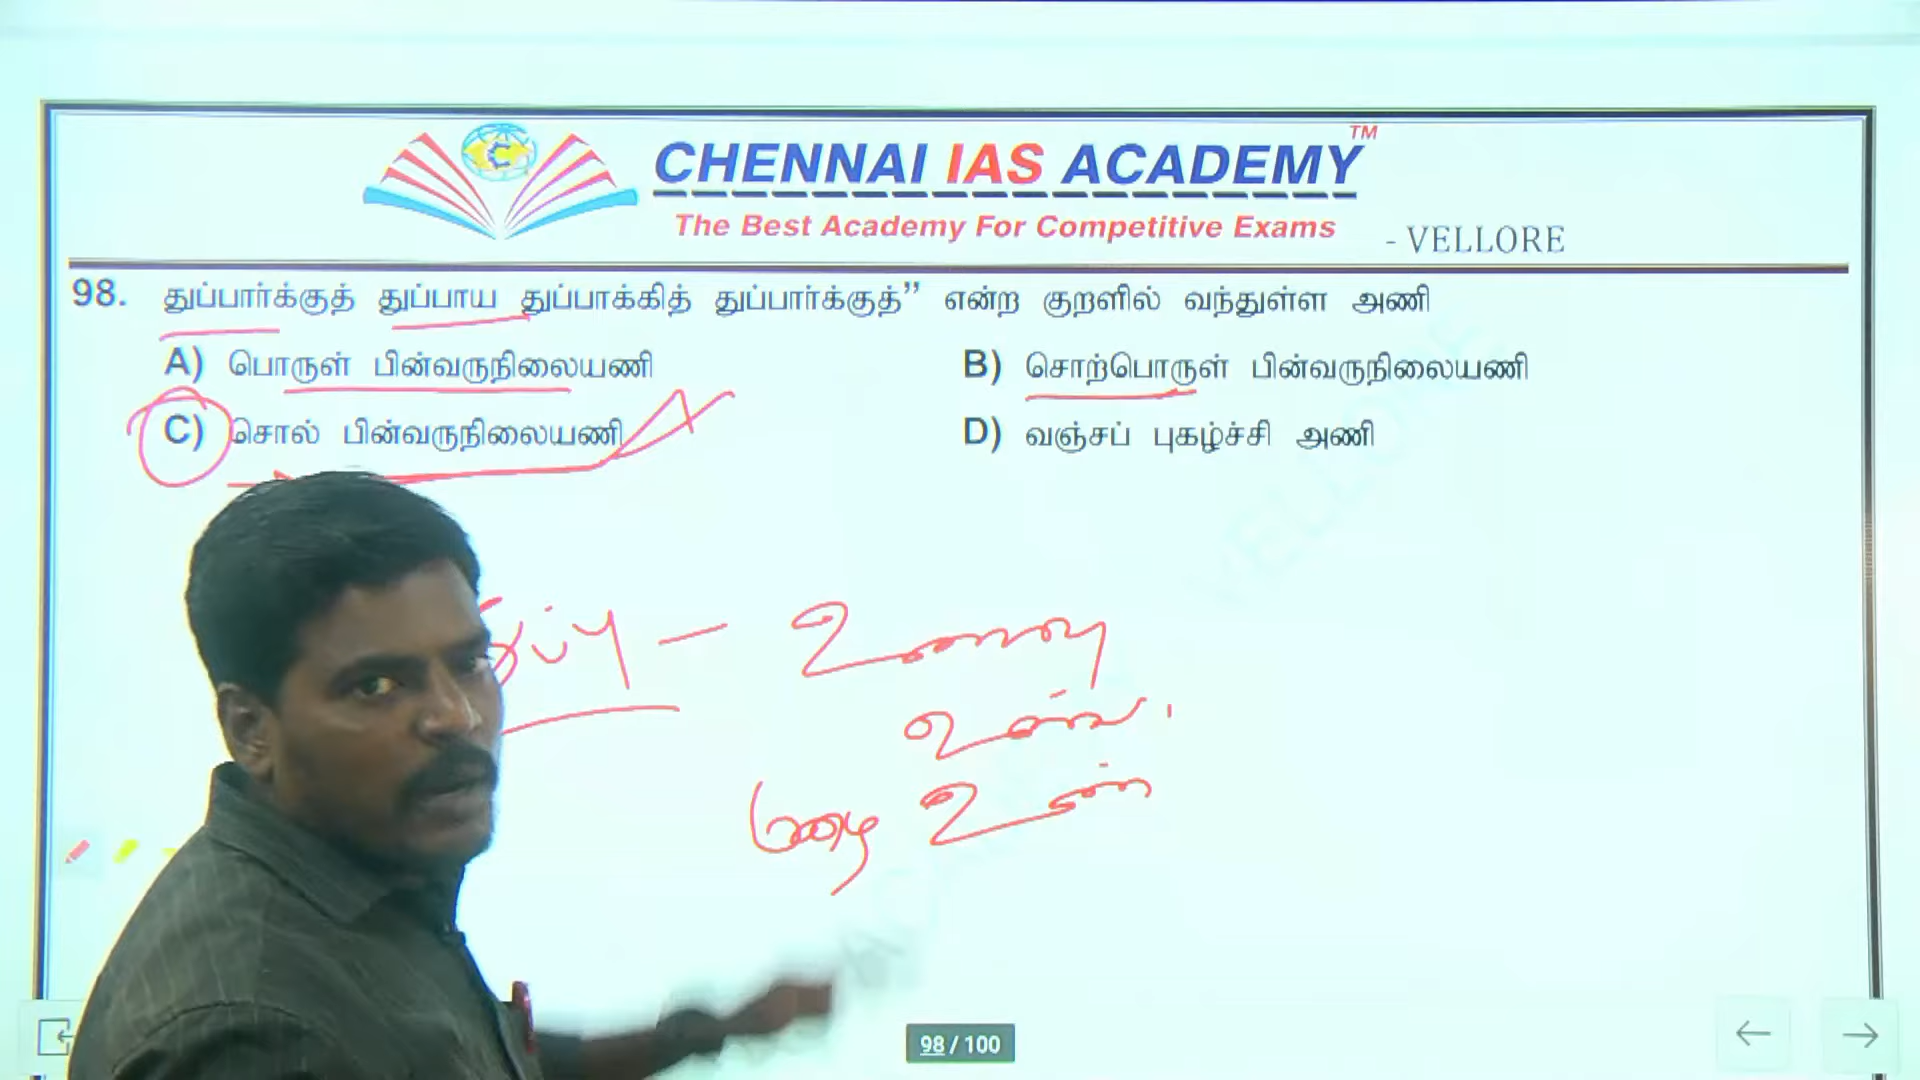 TM
CHENNAI IAS ACADEMY
The Best Academy For Competitive Exams
- VELLORE
98. துப்பார்க்குத் துப்பாய துப்பாக்கித் துப்பார்க்குத்” என்ற குறளில் வந்துள்ள அணி
A) பொருள் பின்வருநிலையணி
B) சொற்பொருள் பின்வருநிலையணி
C) சொல் பின்வருநிலையணி
D) வஞ்சப் புகழ்ச்சி அணி
உணவு
மழை உண்
VELLORE
98 / 100